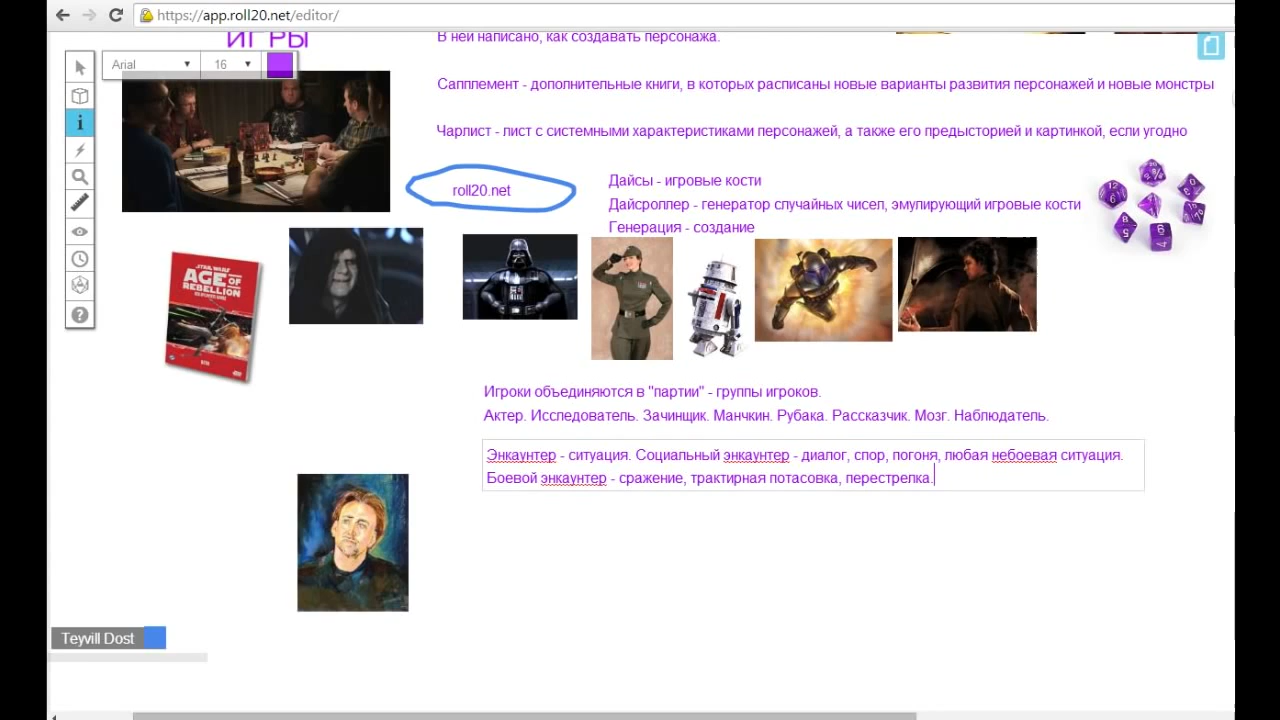 https://app.roll20.net/editor/
ИГРЫ
В ней написано, как создавать персонажа.
Arial
16
Сапплемент - дополнительные книги, в которых расписаны новые варианты развития персонажей и новые монстры
Чарлист - лист с системными характеристиками персонажей, а также его предысторией и картинкой, если угодно
roll20.net
Дайсы - игровые кости
Дайсроллер - генератор случайных чисел, эмулирующий игровые кости
Генерация - создание
STAR WARS
AGE OF
REBELLION
Игроки объединяются в "партии" - группы игроков.
Актер. Исследователь. Зачинщик. Манчкин. Рубака. Рассказчик. Мозг. Наблюдатель.
Энкаунтер - ситуация. Социальный энкаунтер - диалог, спор, погоня, любая небоевая ситуация.
Боевой энкаунтер - сражение, трактирная потасовка, перестрелка.
Teyvill Dost